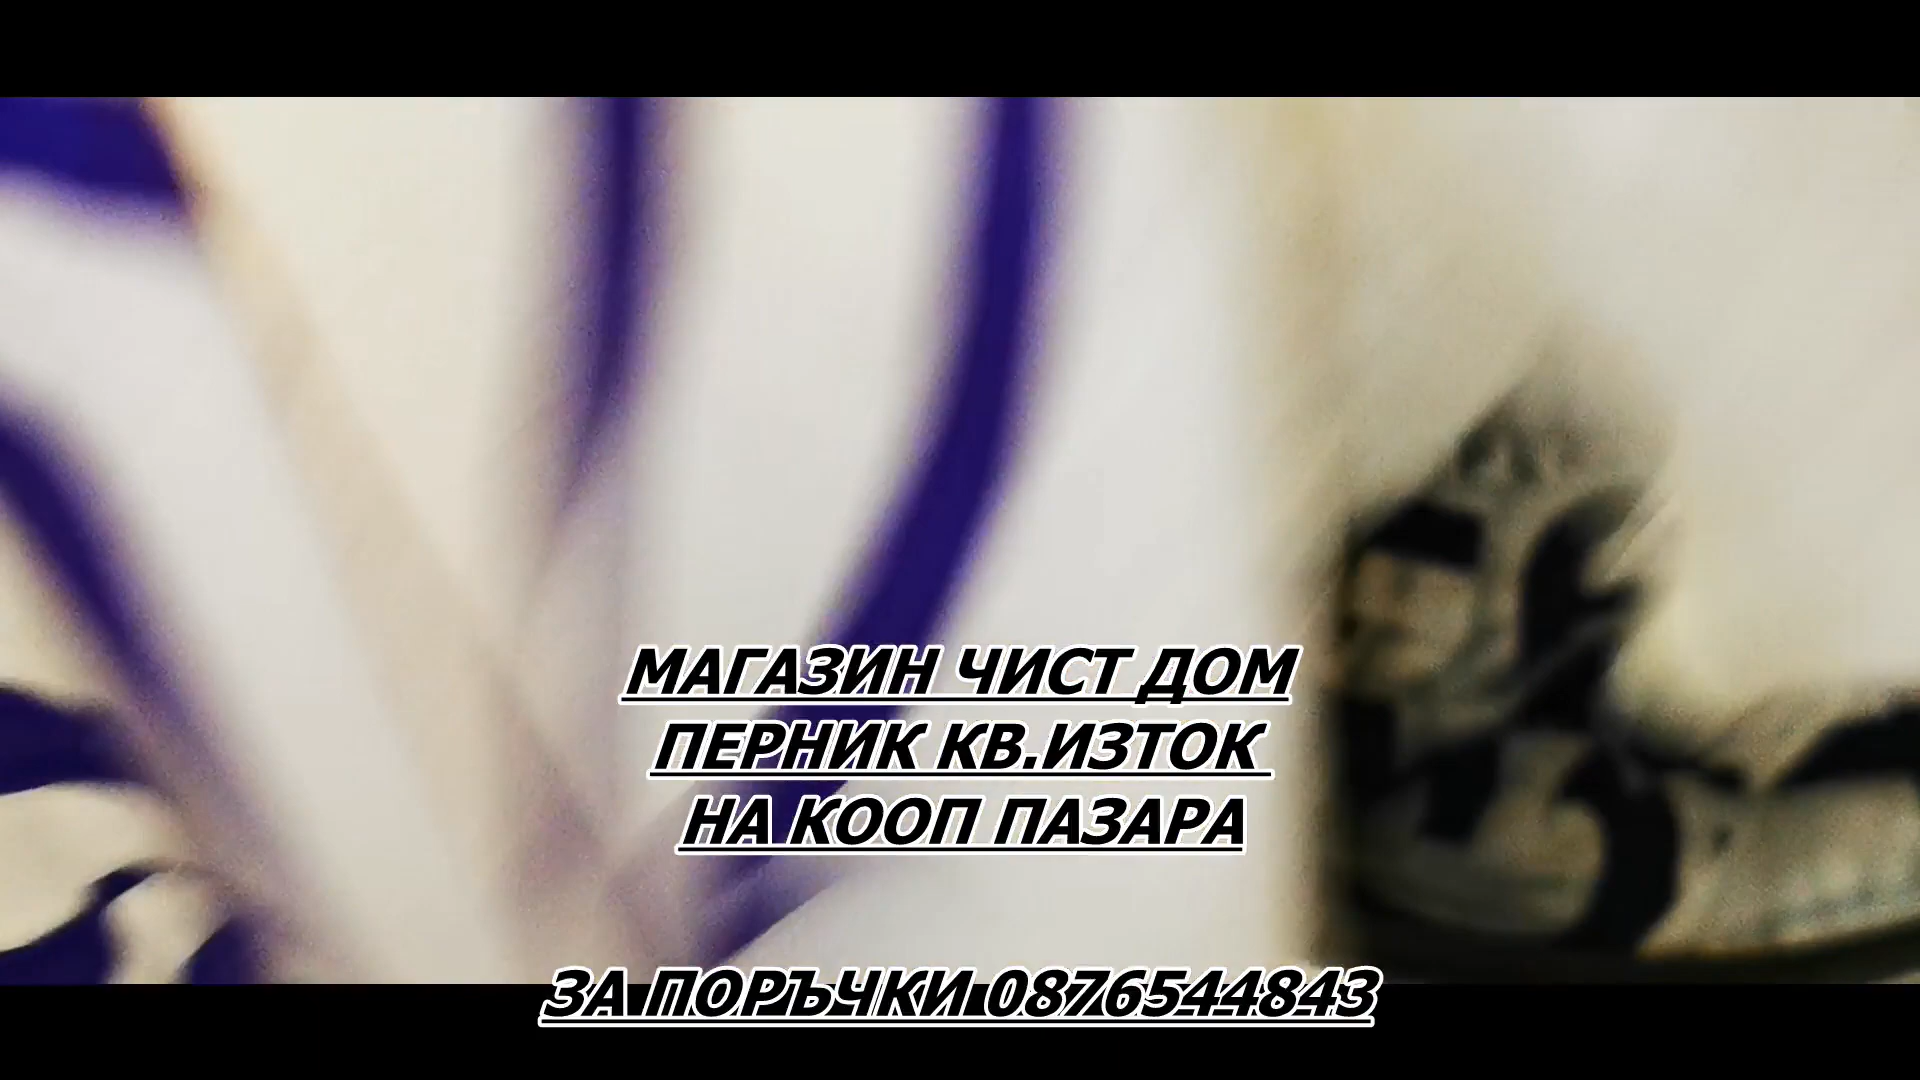 МАГАЗИН ЧИСТ ДОМ
ПЕРНИК КВ.ИЗТОК
НА КООП ПАЗАРА
ЗА ПОРЪЧКИ 0876544843